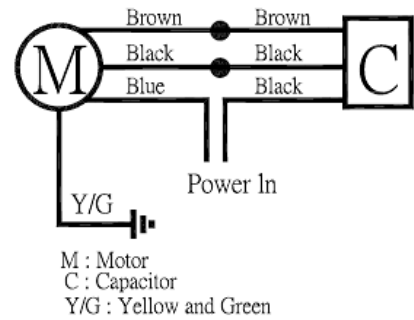 Brown Brown
Black Black
M C
Blue Black
Power In
Y/G
M : Motor
C : Capacitor
Y/G : Yellow and Green